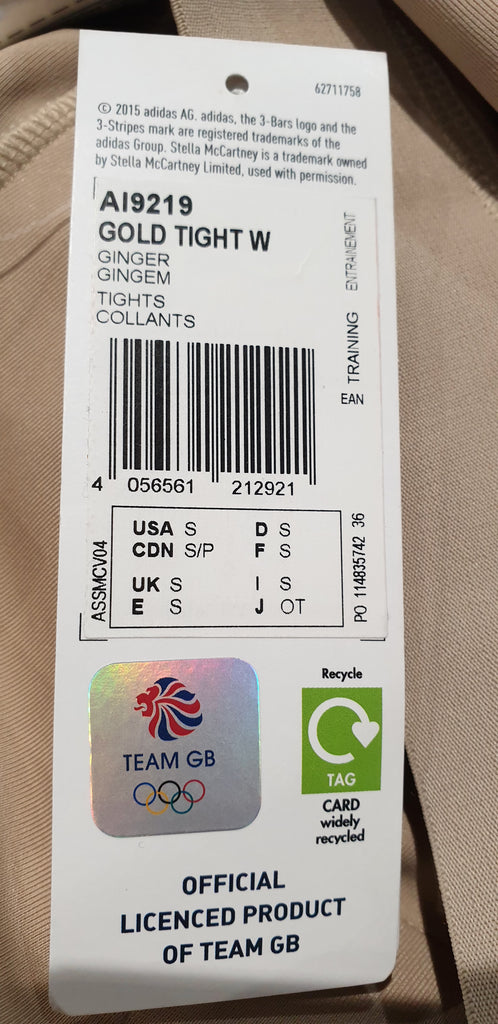 62711758
© 2015 adidas AG. adidas, the 3-Bars logo and the
3-Stripes mark are registered trademarks of the
adidas Group. Stella McCartney is a trademark owned
by Stella McCartney Limited, used with permission.
AI9219
GOLD TIGHT W
GINGER
GINGEM
TIGHTS
COLLANTS
TRAINING ENTRAINEMENT
EAN
4 056561 212921
ASSMCV04
USA S D S
CDN S/P F S
UK S I S
E S J OT
PO 114835742 36
TEAM GB
Recycle
TAG
CARD
widely
recycled
OFFICIAL
LICENCED PRODUCT
OF TEAM GB